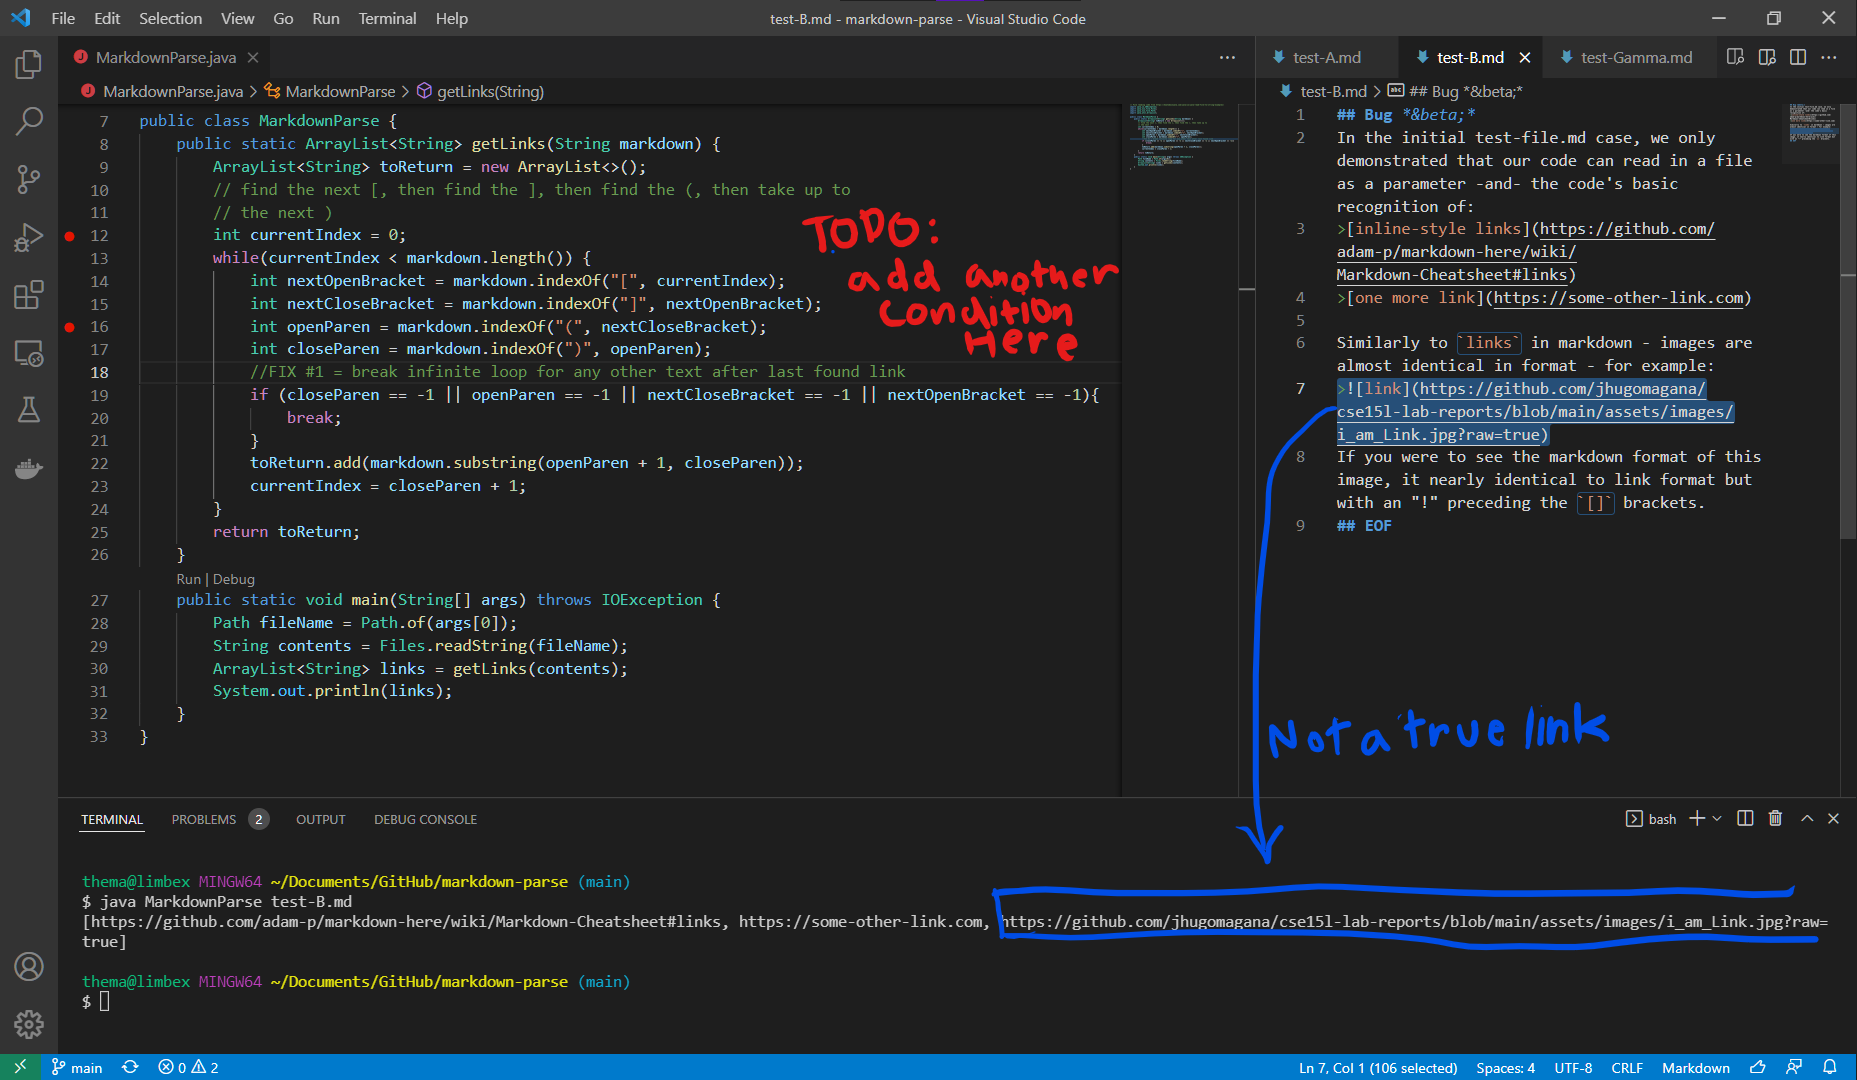 File Edit Selection View Go Run Terminal Help
test-B.md - markdown-parse - Visual Studio Code
MarkdownParse.java
MarkdownParse.java > MarkdownParse > getLinks(String)
7 public class MarkdownParse {
8 public static ArrayList<String> getLinks(String markdown) {
9 ArrayList<String> toReturn = new ArrayList<>();
10 // find the next [, then find the ], then find the (, then take up to
11 // the next )
12 int currentIndex = 0;
13 while(currentIndex < markdown.length()) {
14 int nextOpenBracket = markdown.indexOf("[", currentIndex);
15 int nextCloseBracket = markdown.indexOf("]", nextOpenBracket);
16 int openParen = markdown.indexOf("(", nextCloseBracket);
17 int closeParen = markdown.indexOf(")", openParen);
18 //FIX #1 = break infinite loop for any other text after last found link
19 if (closeParen == -1 || openParen == -1 || nextCloseBracket == -1 || nextOpenBracket == -1){
20 break;
21 }
22 toReturn.add(markdown.substring(openParen + 1, closeParen));
23 currentIndex = closeParen + 1;
24 }
25 return toReturn;
26 }
Run | Debug
27 public static void main(String[] args) throws IOException {
28 Path fileName = Path.of(args[0]);
29 String contents = Files.readString(fileName);
30 ArrayList<String> links = getLinks(contents);
31 System.out.println(links);
32 }
33 }
TODO:
add another
condition
Here
test-A.md test-B.md test-Gamma.md
test-B.md > ## Bug *&beta;*
1 ## Bug *&beta;*
2 In the initial test-file.md case, we only
demonstrated that our code can read in a file
as a parameter -and- the code's basic
recognition of:
3 >[inline-style links](https://github.com/
adam-p/markdown-here/wiki/
Markdown-Cheatsheet#links)
4 >[one more link](https://some-other-link.com)
5
6 Similarly to `links` in markdown - images are
almost identical in format - for example:
7 >![link](https://github.com/jhugomagana/
cse15l-lab-reports/blob/main/assets/images/
i_am_Link.jpg?raw=true)
8 If you were to see the markdown format of this
image, it nearly identical to link format but
with an "!" preceding the `[]` brackets.
9 ## EOF
Not a true link
TERMINAL PROBLEMS 2 OUTPUT DEBUG CONSOLE
bash
thema@limbex MINGW64 ~/Documents/GitHub/markdown-parse (main)
$ java MarkdownParse test-B.md
[https://github.com/adam-p/markdown-here/wiki/Markdown-Cheatsheet#links, https://some-other-link.com, https://github.com/jhugomagana/cse15l-lab-reports/blob/main/assets/images/i_am_Link.jpg?raw=
true]
thema@limbex MINGW64 ~/Documents/GitHub/markdown-parse (main)
$
main 0 2
Ln 7, Col 1 (106 selected) Spaces: 4 UTF-8 CRLF Markdown